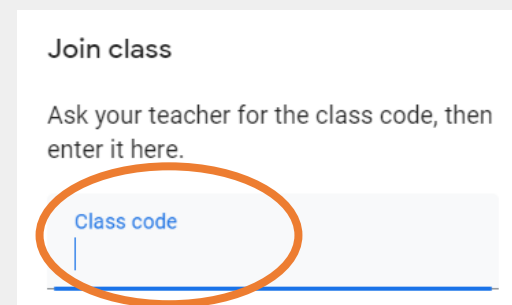 Join class
Ask your teacher for the class code, then
enter it here.
Class code